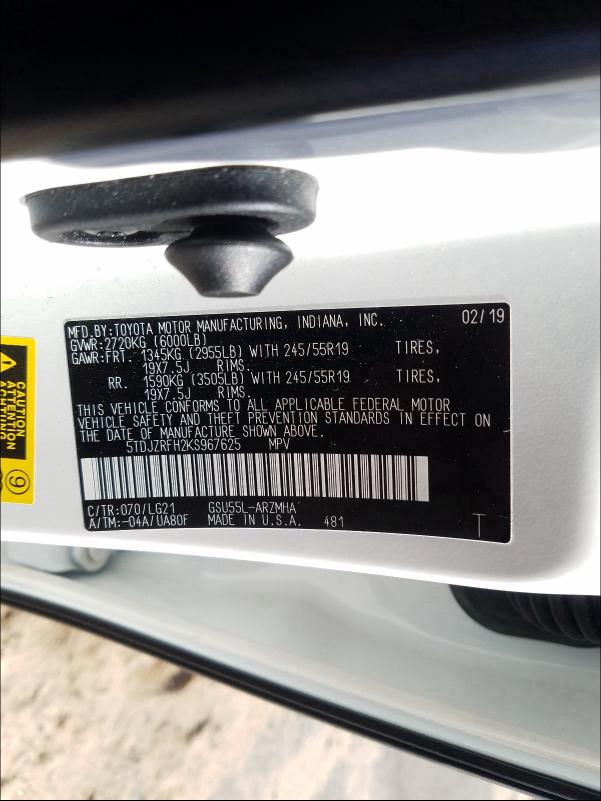 MFD.BY:TOYOTA MOTOR MANUFACTURING, INDIANA, INC. 02/19
GVWR:2720KG (6000LB)
GAWR:FRT. 1345KG (2955LB) WITH 245/55R19 TIRES,
19X7.5J RIMS.
RR. 1590KG (3505LB) WITH 245/55R19 TIRES,
19X7.5J RIMS.
THIS VEHICLE CONFORMS TO ALL APPLICABLE FEDERAL MOTOR
VEHICLE SAFETY AND THEFT PREVENTION STANDARDS IN EFFECT ON
THE DATE OF MANUFACTURE SHOWN ABOVE.
5TDJZRFH2KS967625 MPV
C/TR:070/LG21 GSU55L-ARZMHA
A/TM:-04A/UA80F MADE IN U.S.A. 481 T
CAUTION
ATTENTION
9